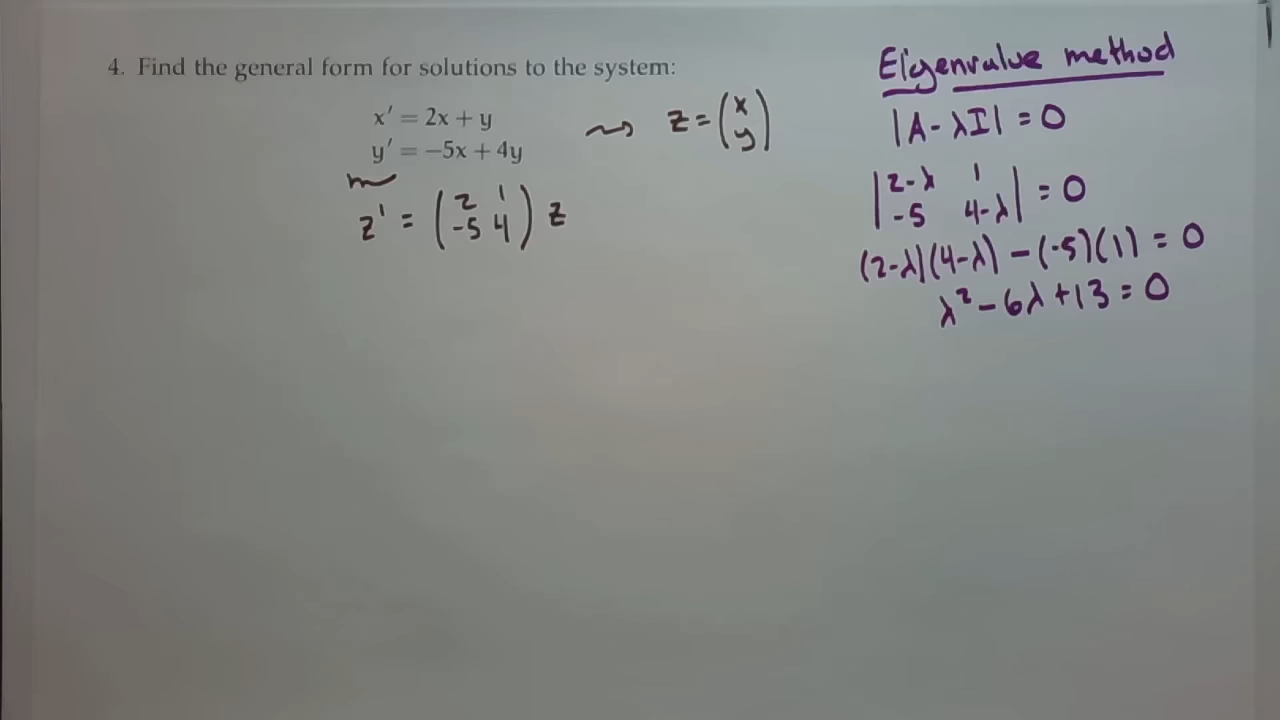 4. Find the general form for solutions to the system:
x' = 2x + y
y' = −5x + 4y
⇝ z = (x
y)
z' = (2 1
-5 4) z
Eigenvalue method
|A - λI| = 0
|2-λ 1
-5 4-λ| = 0
(2-λ)(4-λ) - (-5)(1) = 0
λ² - 6λ + 13 = 0